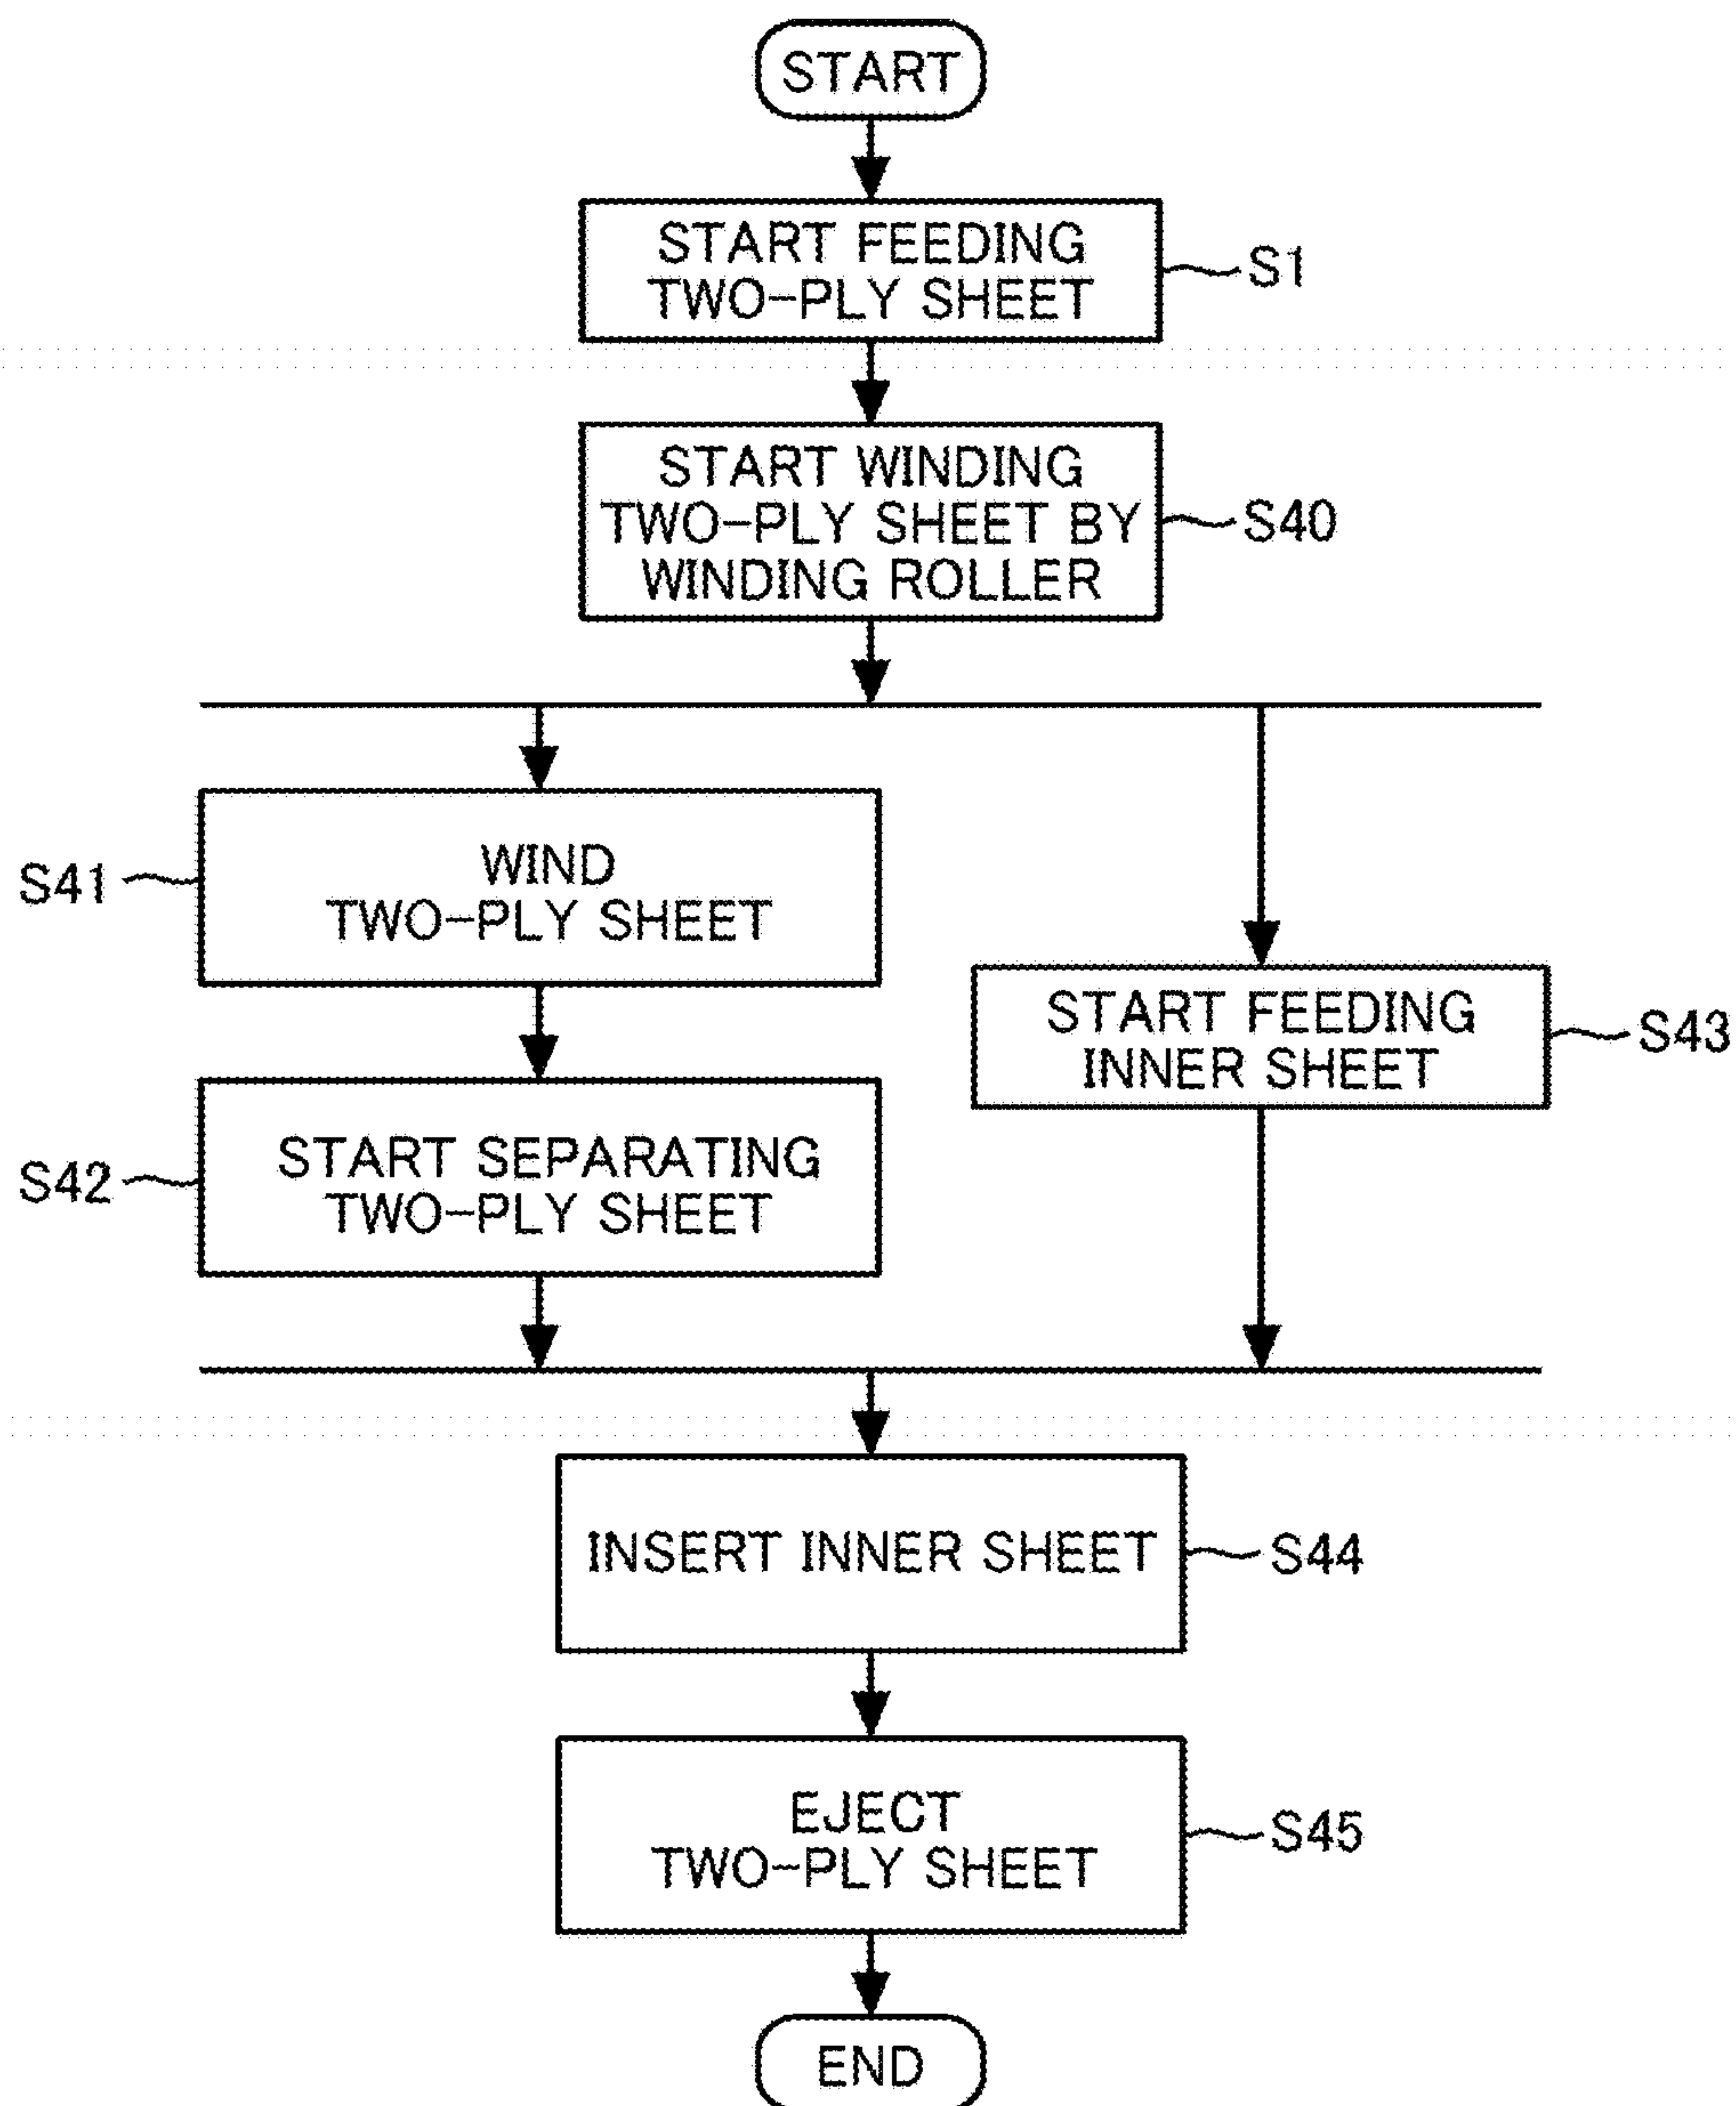 START
START FEEDING
TWO-PLY SHEET
S1
START WINDING
TWO-PLY SHEET BY
WINDING ROLLER
S40
S41
WIND
TWO-PLY SHEET
START FEEDING
INNER SHEET
S43
S42
START SEPARATING
TWO-PLY SHEET
INSERT INNER SHEET
S44
EJECT
TWO-PLY SHEET
S45
END